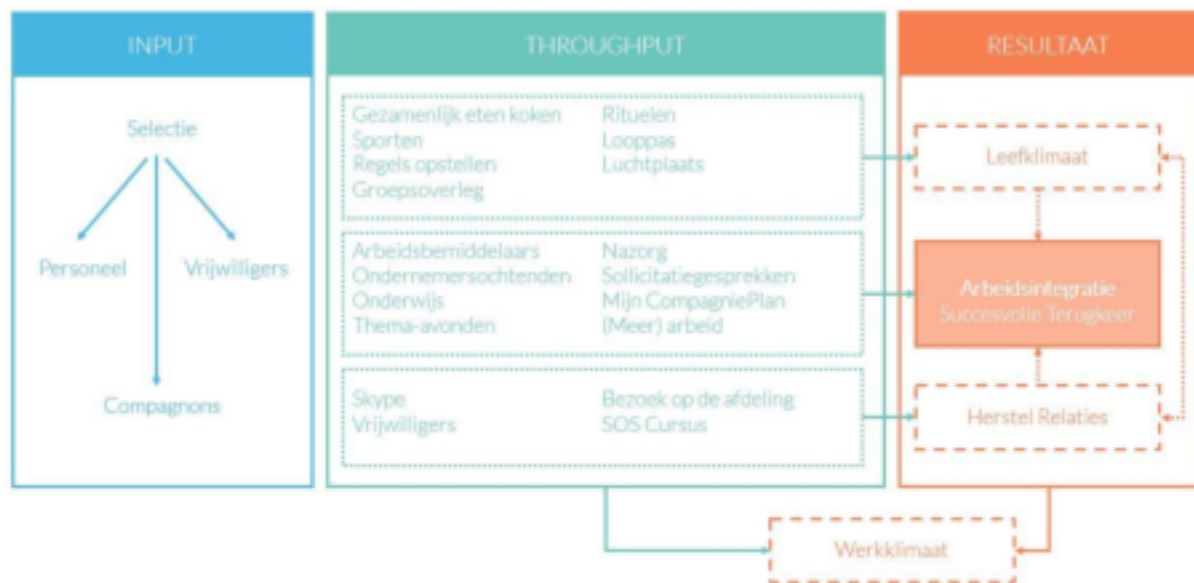 INPUT
THROUGHPUT
RESULTAAT
Selectie
Personeel
Vrijwilligers
Compagnons
Gezamenlijk eten koken
Sporten
Regels opstellen
Groepsoverleg
Rituelen
Looppas
Luchtplaats
Arbeidsbemiddelaars
Ondernemersochtenden
Onderwijs
Thema-avonden
Nazorg
Sollicitatiegesprekken
Mijn CompagniePlan
(Meer) arbeid
Skype
Vrijwilligers
Bezoek op de afdeling
SOS Cursus
Leefklimaat
Arbeidsintegratie
Succesvolle Terugkeer
Herstel Relaties
Werkklimaat